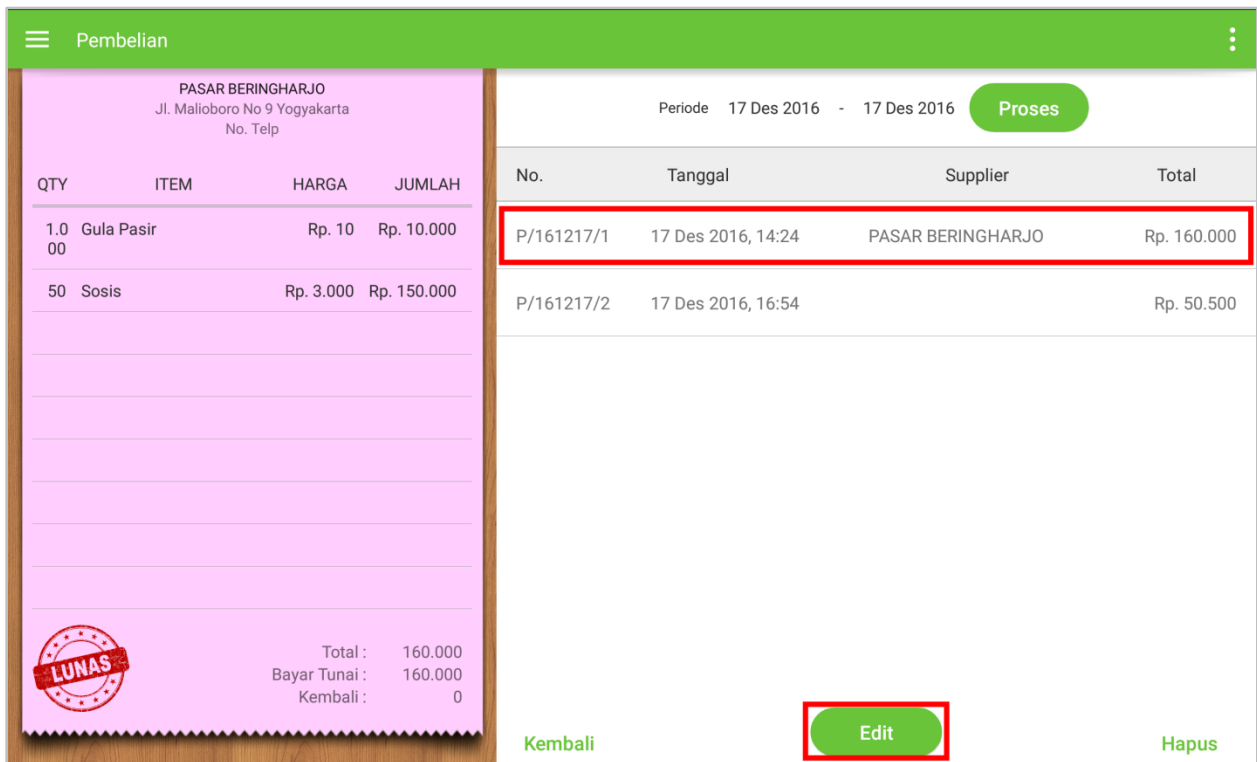 Pembelian
PASAR BERINGHARJO
Jl. Malioboro No 9 Yogyakarta
No. Telp
QTY ITEM HARGA JUMLAH
1.0 Gula Pasir Rp. 10 Rp. 10.000
00
50 Sosis Rp. 3.000 Rp. 150.000
LUNAS
Total : 160.000
Bayar Tunai : 160.000
Kembali : 0
Periode 17 Des 2016 - 17 Des 2016 Proses
No. Tanggal Supplier Total
P/161217/1 17 Des 2016, 14:24 PASAR BERINGHARJO Rp. 160.000
P/161217/2 17 Des 2016, 16:54 Rp. 50.500
Kembali Edit Hapus